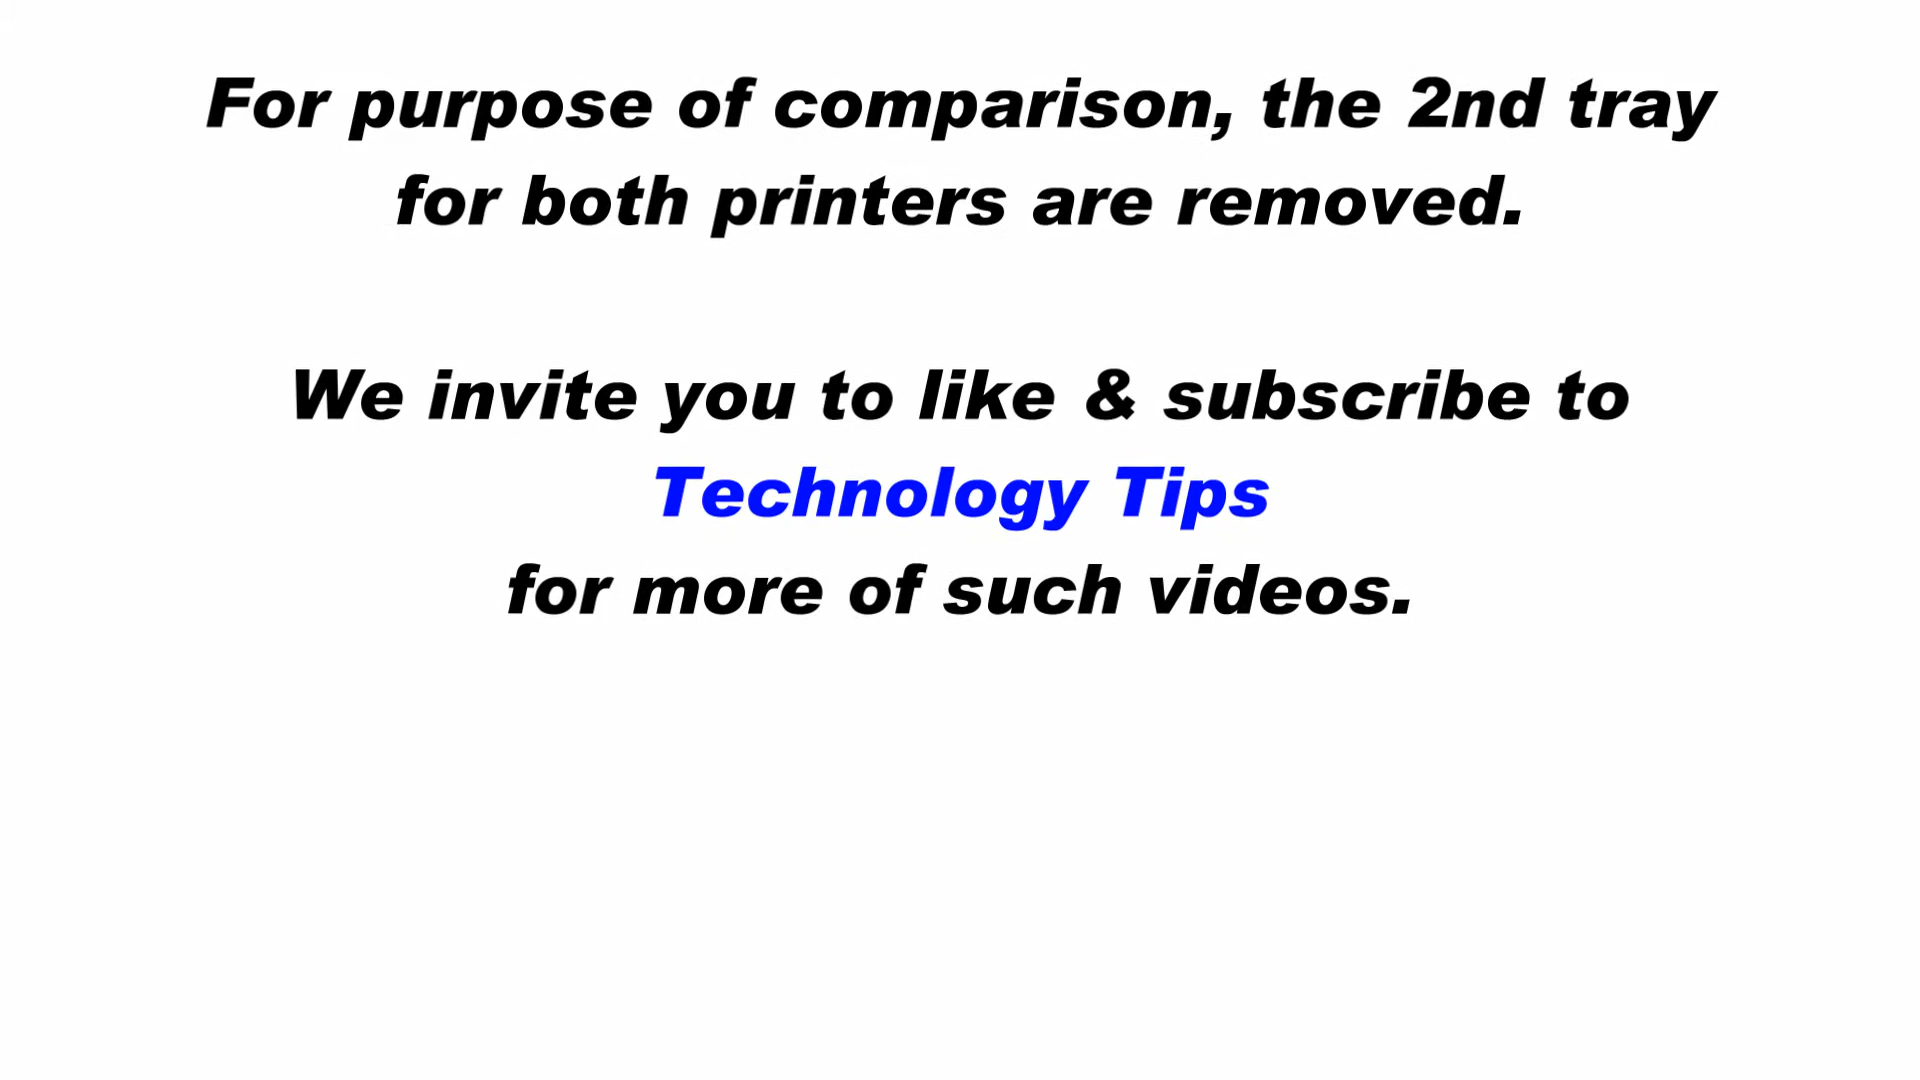 For purpose of comparison, the 2nd tray
for both printers are removed.
We invite you to like & subscribe to
Technology Tips
for more of such videos.